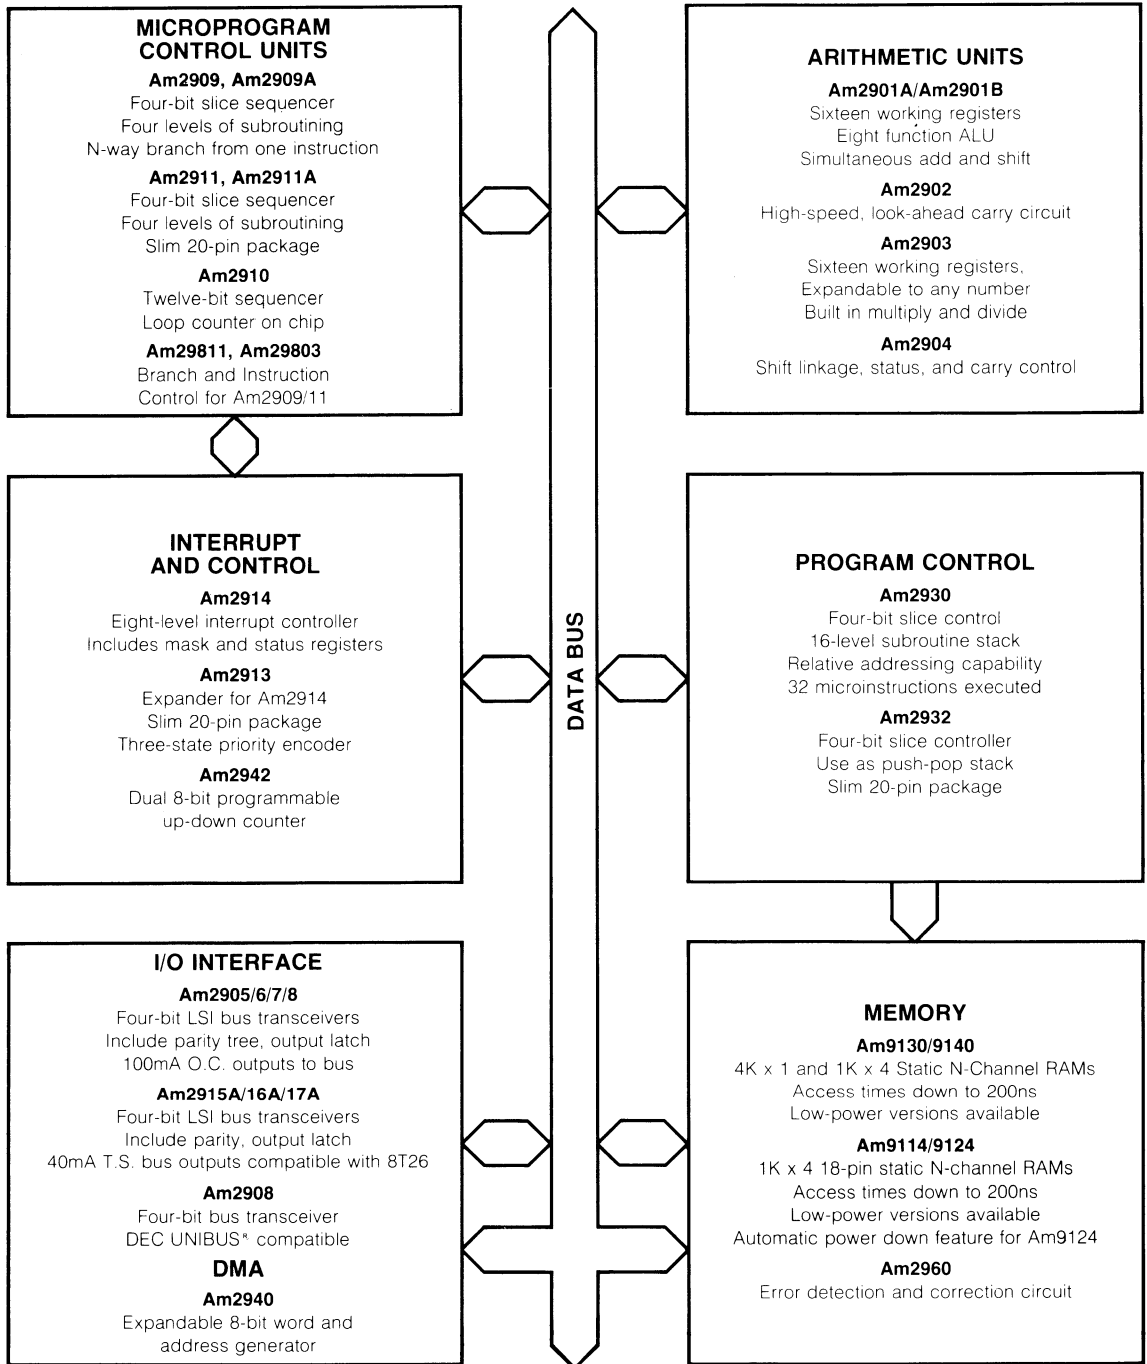 MICROPROGRAM
CONTROL UNITS
Am2909, Am2909A
Four-bit slice sequencer
Four levels of subroutining
N-way branch from one instruction
Am2911, Am2911A
Four-bit slice sequencer
Four levels of subroutining
Slim 20-pin package
Am2910
Twelve-bit sequencer
Loop counter on chip
Am29811, Am29803
Branch and Instruction
Control for Am2909/11
ARITHMETIC UNITS
Am2901A/Am2901B
Sixteen working registers
Eight function ALU
Simultaneous add and shift
Am2902
High-speed, look-ahead carry circuit
Am2903
Sixteen working registers,
Expandable to any number
Built in multiply and divide
Am2904
Shift linkage, status, and carry control
INTERRUPT
AND CONTROL
Am2914
Eight-level interrupt controller
Includes mask and status registers
Am2913
Expander for Am2914
Slim 20-pin package
Three-state priority encoder
Am2942
Dual 8-bit programmable
up-down counter
DATA BUS
PROGRAM CONTROL
Am2930
Four-bit slice control
16-level subroutine stack
Relative addressing capability
32 microinstructions executed
Am2932
Four-bit slice controller
Use as push-pop stack
Slim 20-pin package
I/O INTERFACE
Am2905/6/7/8
Four-bit LSI bus transceivers
Include parity tree, output latch
100mA O.C. outputs to bus
Am2915A/16A/17A
Four-bit LSI bus transceivers
Include parity, output latch
40mA T.S. bus outputs compatible with 8T26
Am2908
Four-bit bus transceiver
DEC UNIBUS® compatible
DMA
Am2940
Expandable 8-bit word and
address generator
MEMORY
Am9130/9140
4K x 1 and 1K x 4 Static N-Channel RAMs
Access times down to 200ns
Low-power versions available
Am9114/9124
1K x 4 18-pin static N-channel RAMs
Access times down to 200ns
Low-power versions available
Automatic power down feature for Am9124
Am2960
Error detection and correction circuit